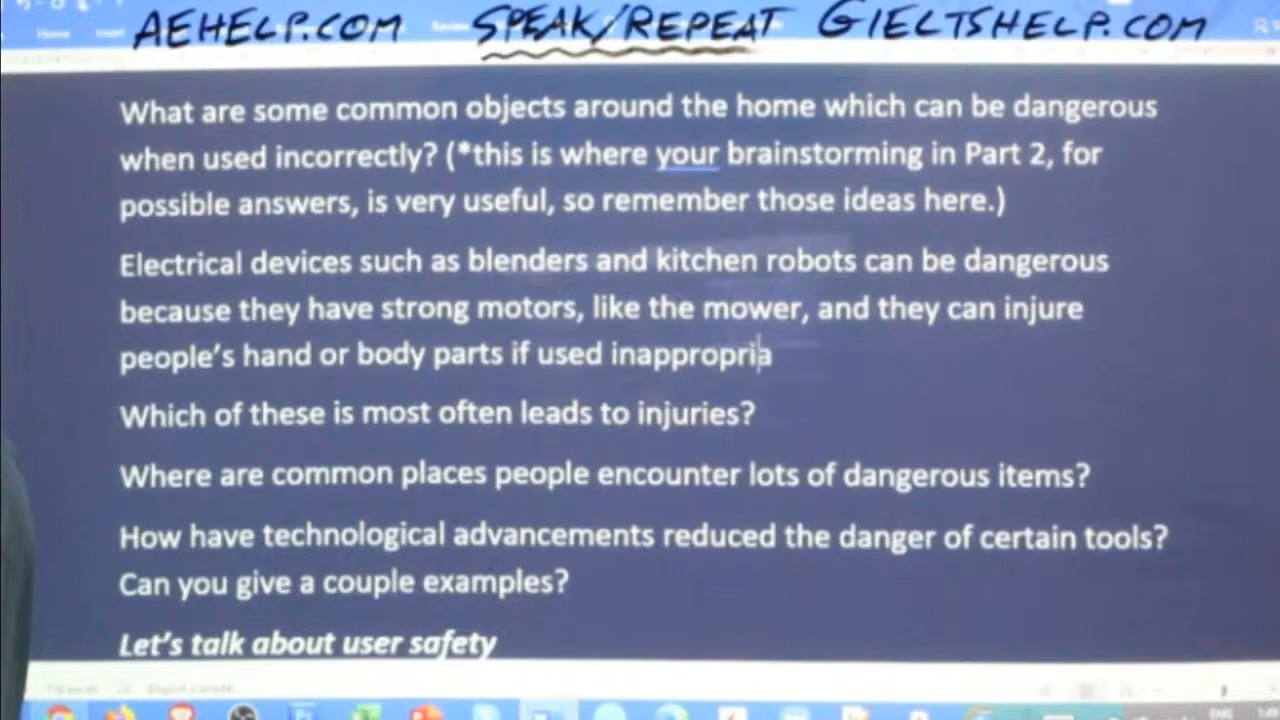 AEHELP.COM SPEAK/REPEAT GIELTSHELP.COM
What are some common objects around the home which can be dangerous
when used incorrectly? (*this is where your brainstorming in Part 2, for
possible answers, is very useful, so remember those ideas here.)
Electrical devices such as blenders and kitchen robots can be dangerous
because they have strong motors, like the mower, and they can injure
people's hand or body parts if used inappropria
Which of these is most often leads to injuries?
Where are common places people encounter lots of dangerous items?
How have technological advancements reduced the danger of certain tools?
Can you give a couple examples?
Let's talk about user safety